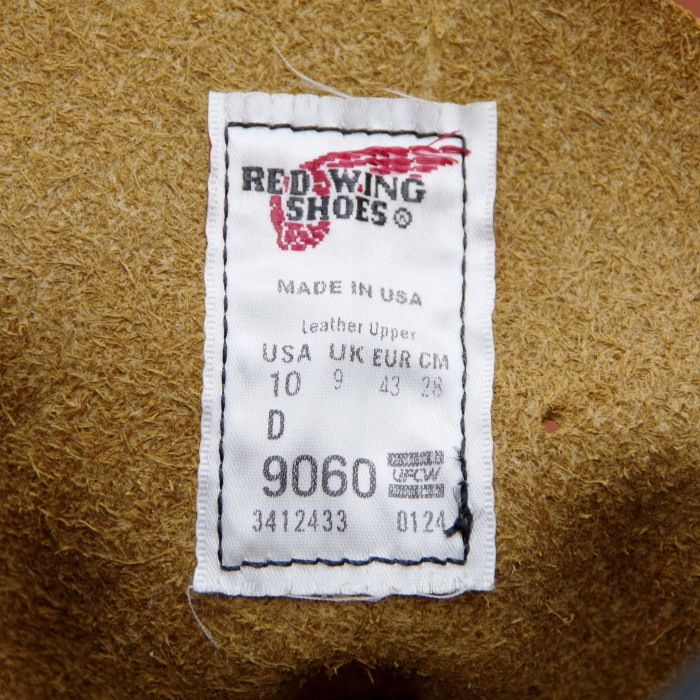 RED WING
SHOES®
MADE IN USA
Leather Upper
USA UK EUR CM
10 9 43 28
D
9060 UFCW
3412433 0124